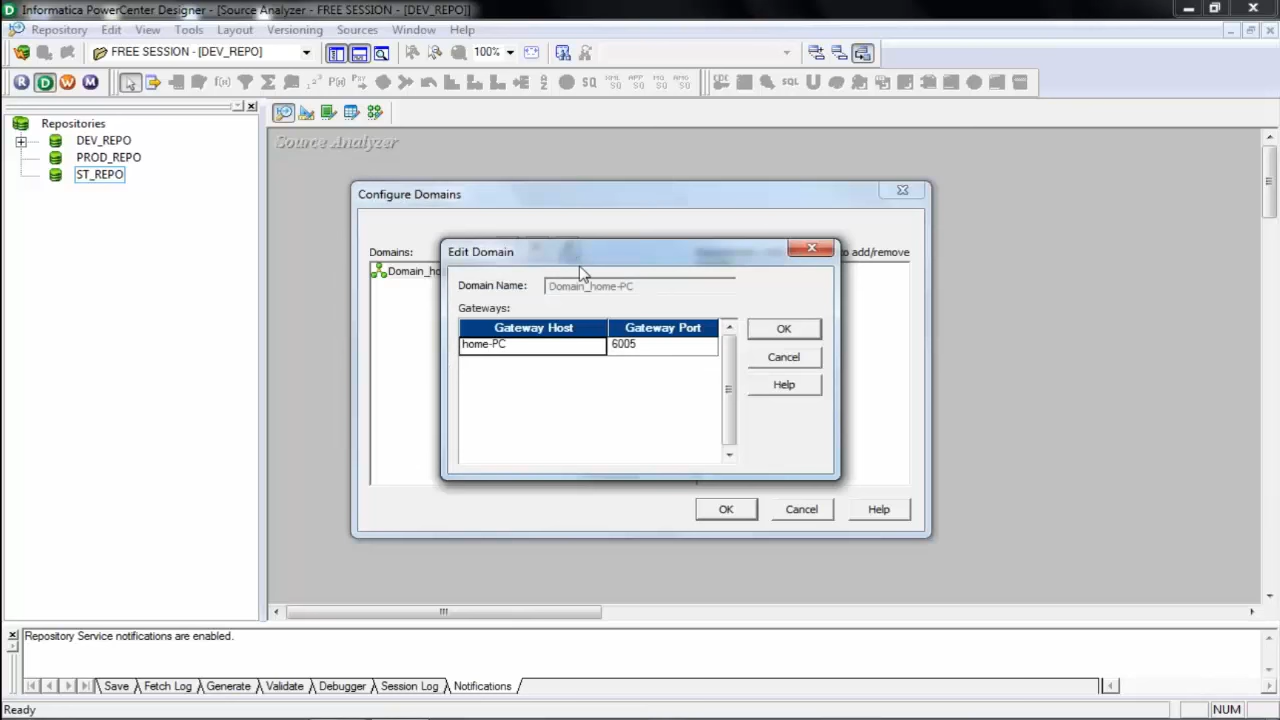 Informatica PowerCenter Designer - [Source Analyzer - FREE SESSION - [DEV_REPO]]
Repository Edit View Tools Layout Versioning Sources Window Help
FREE SESSION - [DEV_REPO] 100%
R D W M
SQ SQL
Repositories
DEV_REPO
PROD_REPO
ST_REPO
Source Analyzer
Configure Domains
Domains: to add/remove
Domain_ho
Edit Domain
Domain Name: Domain_home-PC
Gateways:
Gateway Host Gateway Port
home-PC 6005
OK
Cancel
Help
OK Cancel Help
Repository Service notifications are enabled.
Save Fetch Log Generate Validate Debugger Session Log Notifications
Ready NUM